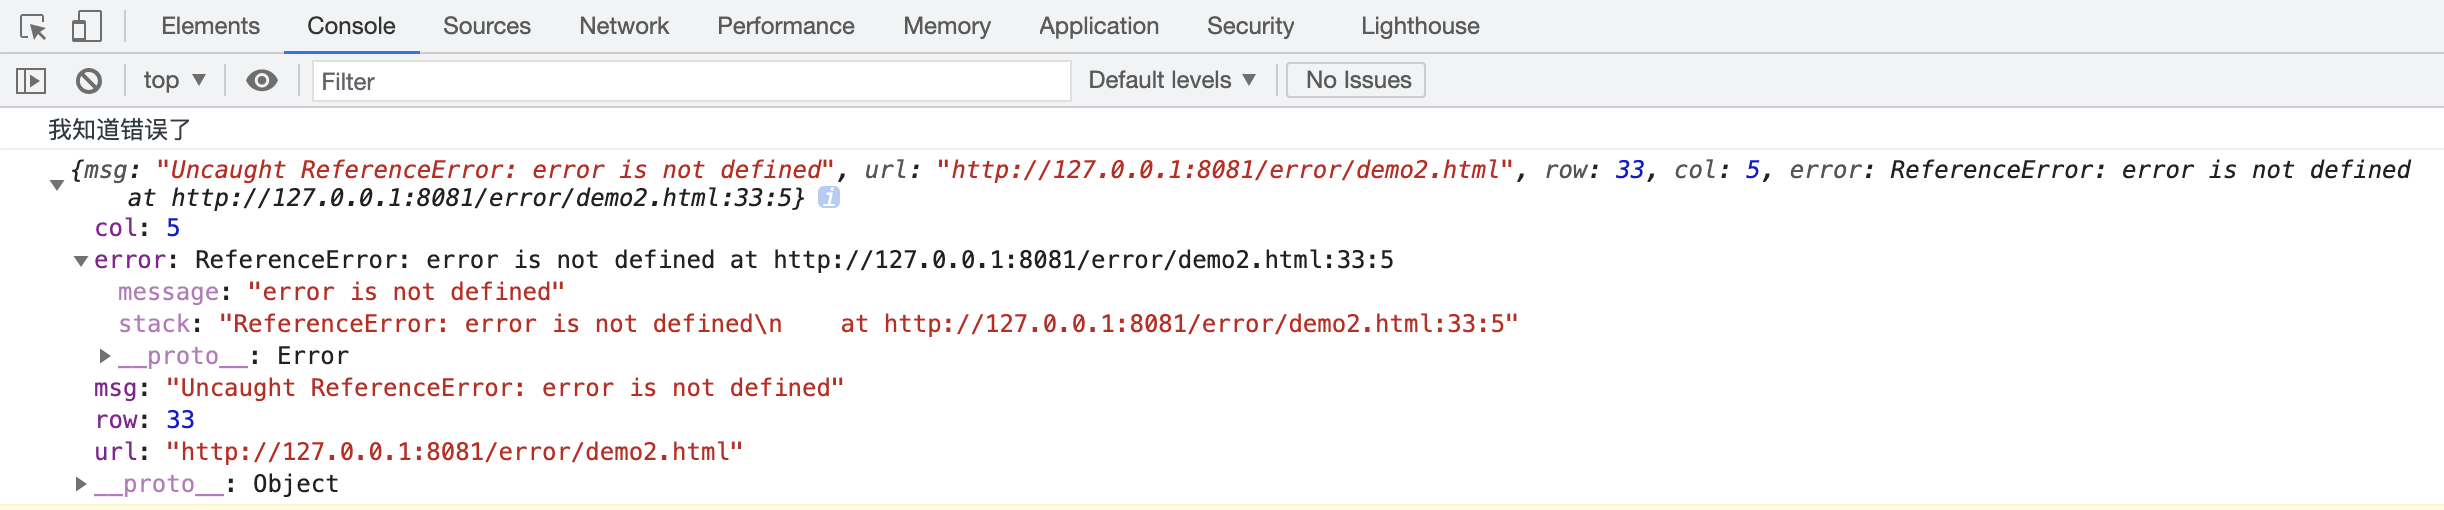 Elements Console Sources Network Performance Memory Application Security Lighthouse
top Filter Default levels No Issues
我知道错误了
{msg: "Uncaught ReferenceError: error is not defined", url: "http://127.0.0.1:8081/error/demo2.html", row: 33, col: 5, error: ReferenceError: error is not defined
at http://127.0.0.1:8081/error/demo2.html:33:5} i
col: 5
error: ReferenceError: error is not defined at http://127.0.0.1:8081/error/demo2.html:33:5
message: "error is not defined"
stack: "ReferenceError: error is not defined\n    at http://127.0.0.1:8081/error/demo2.html:33:5"
__proto__: Error
msg: "Uncaught ReferenceError: error is not defined"
row: 33
url: "http://127.0.0.1:8081/error/demo2.html"
__proto__: Object